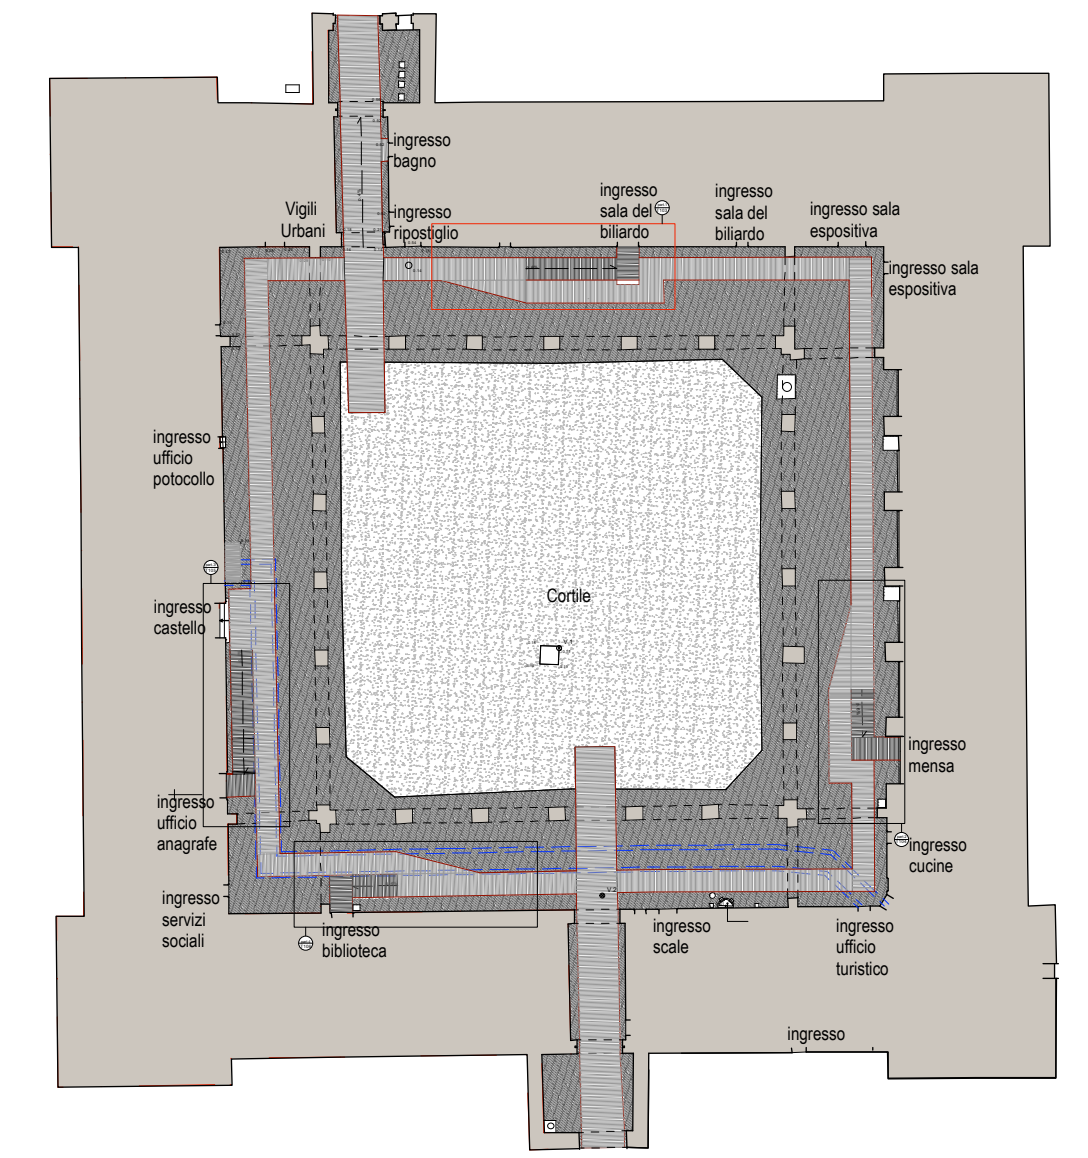 ingresso
bagno
ingresso
sala del
biliardo
ingresso
sala del
biliardo
Vigili
Urbani
ingresso
ripostiglio
ingresso sala
espositiva
ingresso sala
espositiva
ingresso
ufficio
potocollo
ingresso
castello
Cortile
V.1
ingresso
mensa
ingresso
ufficio
anagrafe
ingresso
cucine
V.2
ingresso
servizi
sociali
ingresso
biblioteca
ingresso
scale
ingresso
ufficio
turistico
ingresso